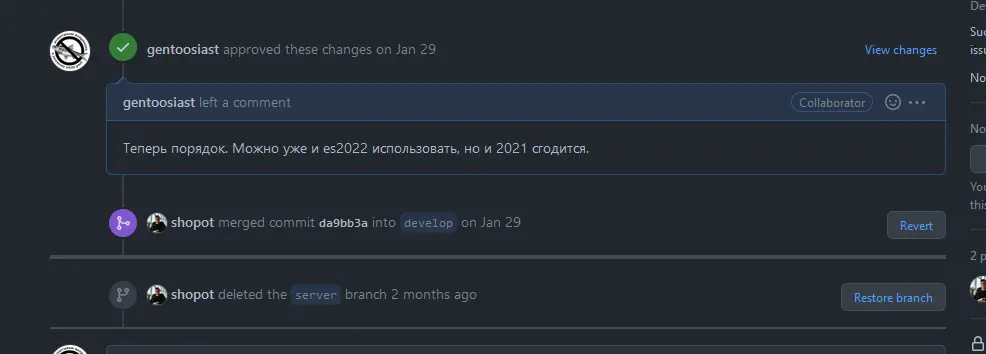 De
gentoosiast approved these changes on Jan 29
View changes
Suc
issu
No
gentoosiast left a comment
Collaborator
Теперь порядок. Можно уже и es2022 использовать, но и 2021 сгодится.
No
You
this
shopot merged commit da9bb3a into develop on Jan 29
Revert
2 p
shopot deleted the server branch 2 months ago
Restore branch